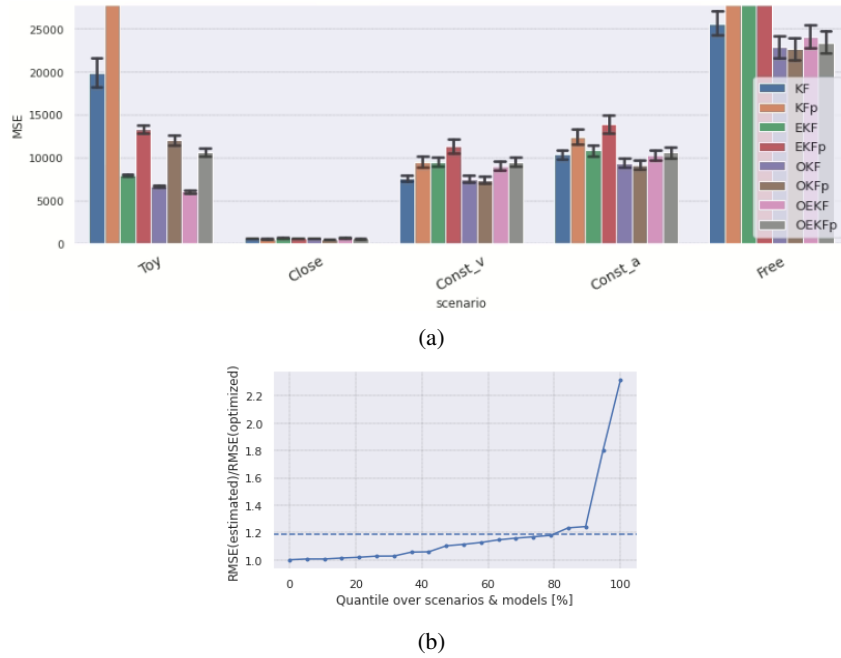 25000
20000
15000
10000
5000
0
MSE
KF
KFp
EKF
EKFp
OKF
OKFp
OEKF
OEKFp
Toy
Close
Const_v
Const_a
Free
scenario
(a)
RMSE(estimated)/RMSE(optimized)
2.2
2.0
1.8
1.6
1.4
1.2
1.0
0 20 40 60 80 100
Quantile over scenarios & models [%]
(b)